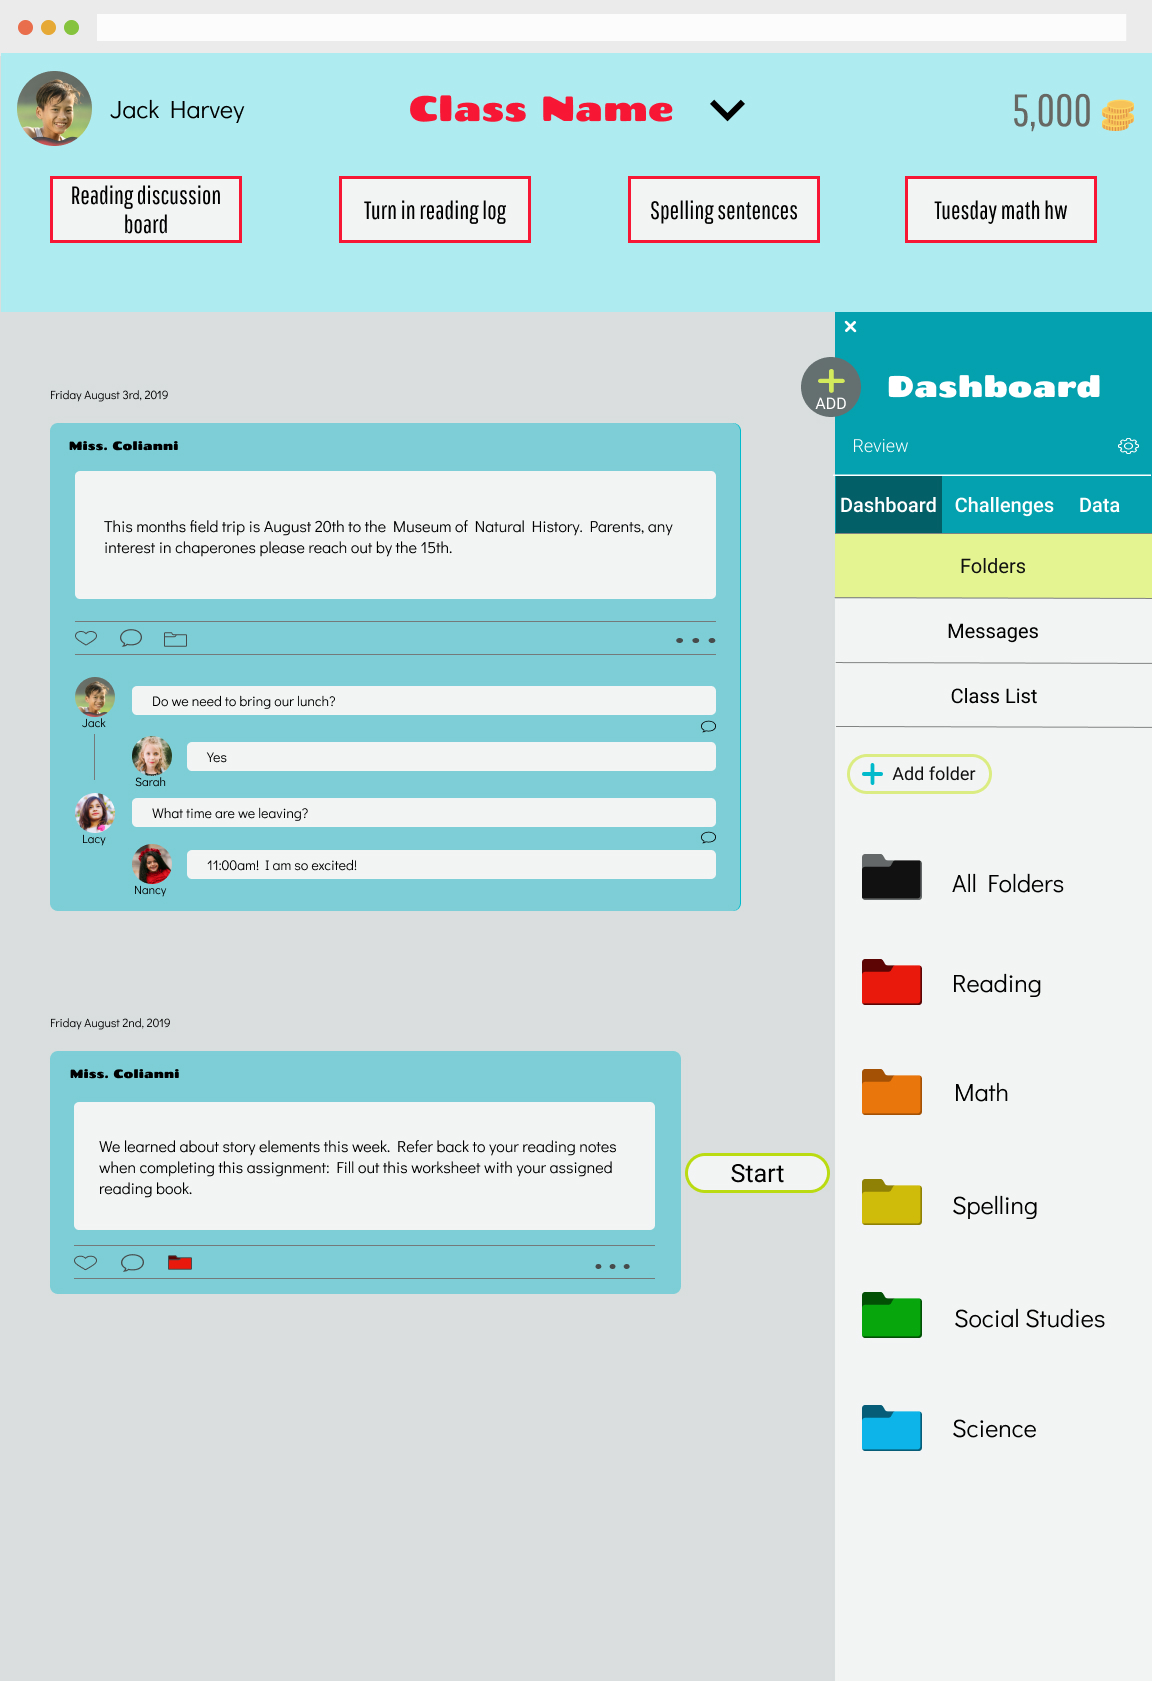 Jack Harvey
Class Name
5,000
Reading discussion
board
Turn in reading log
Spelling sentences
Tuesday math hw
Friday August 3rd, 2019
Miss. Colianni
This months field trip is August 20th to the Museum of Natural History. Parents, any
interest in chaperones please reach out by the 15th.
Do we need to bring our lunch?
Jack
Yes
Sarah
What time are we leaving?
Lacy
11:00am! I am so excited!
Nancy
Friday August 2nd, 2019
Miss. Colianni
We learned about story elements this week. Refer back to your reading notes
when completing this assignment: Fill out this worksheet with your assigned
reading book.
Start
ADD
Dashboard
Review
Dashboard
Challenges
Data
Folders
Messages
Class List
Add folder
All Folders
Reading
Math
Spelling
Social Studies
Science